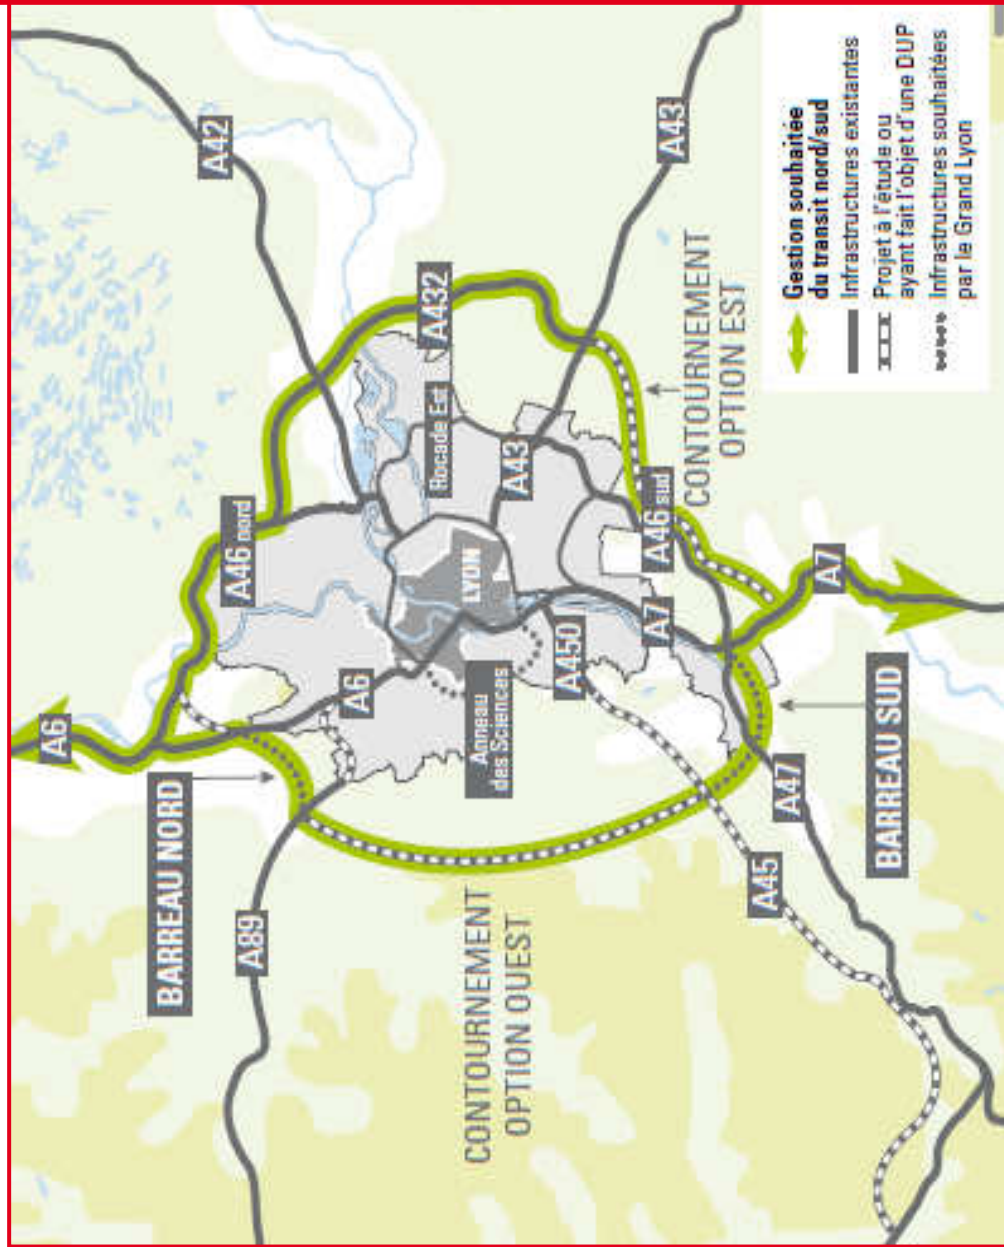 A6
BARREAU NORD
A89
CONTOURNEMENT
OPTION OUEST
A46 nord
A6
Anneau
des Sciences
LYON
A450
A42
A432
Rocade Est
A43
A43
A46 sud
A7
A7
CONTOURNEMENT
OPTION EST
BARREAU SUD
A47
A45
Gestion souhaitée
du transit nord/sud
Infrastructures existantes
Projet à l'étude ou
ayant fait l'objet d'une DUP
Infrastructures souhaitées
par le Grand Lyon